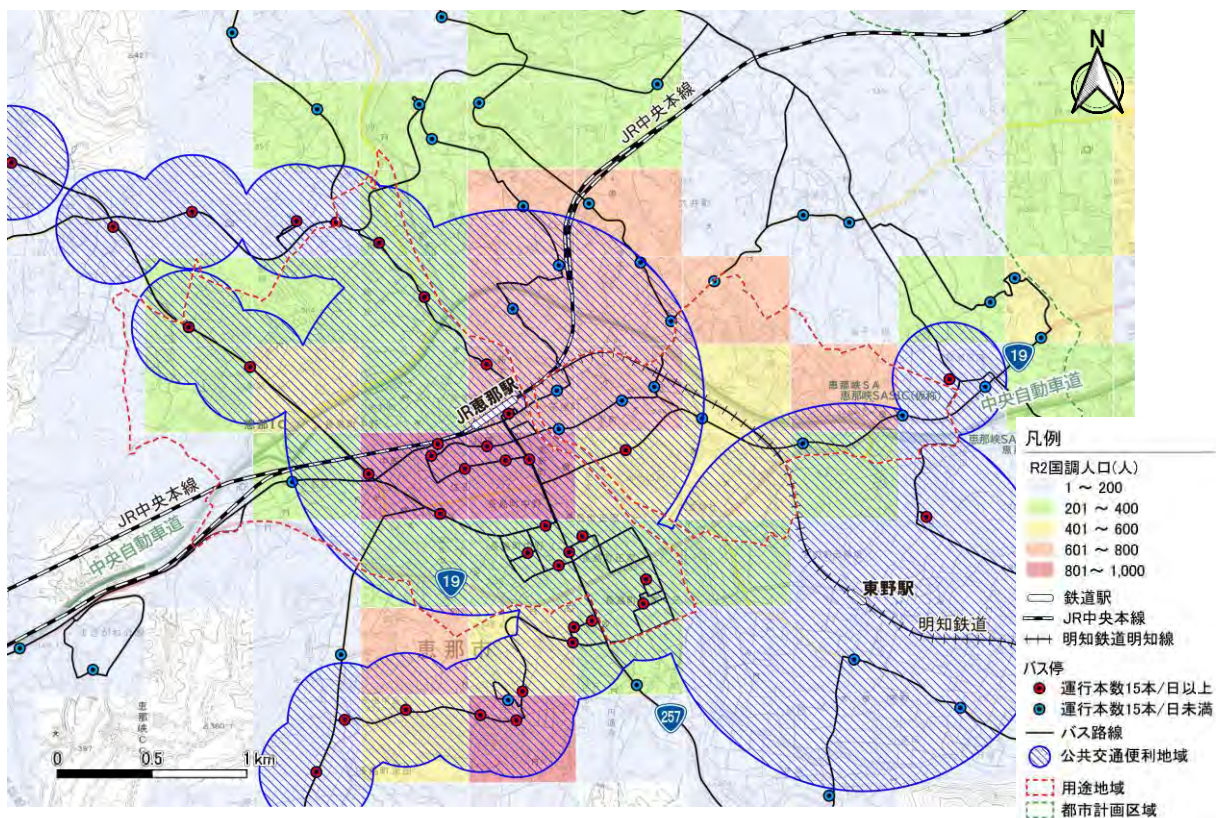 N
JR中央本線
JR恵那駅
恵那IC
恵那峡SA
恵那峡SASIC(仮称)
19
中央自動車道
JR中央本線
中央自動車道
19
恵那市
東野駅
明知鉄道
257
0 0.5 1km
凡例
R2国調人口(人)
1 ～ 200
201 ～ 400
401 ～ 600
601 ～ 800
801～ 1,000
鉄道駅
JR中央本線
明知鉄道明知線
バス停
運行本数15本/日以上
運行本数15本/日未満
バス路線
公共交通便利地域
用途地域
都市計画区域